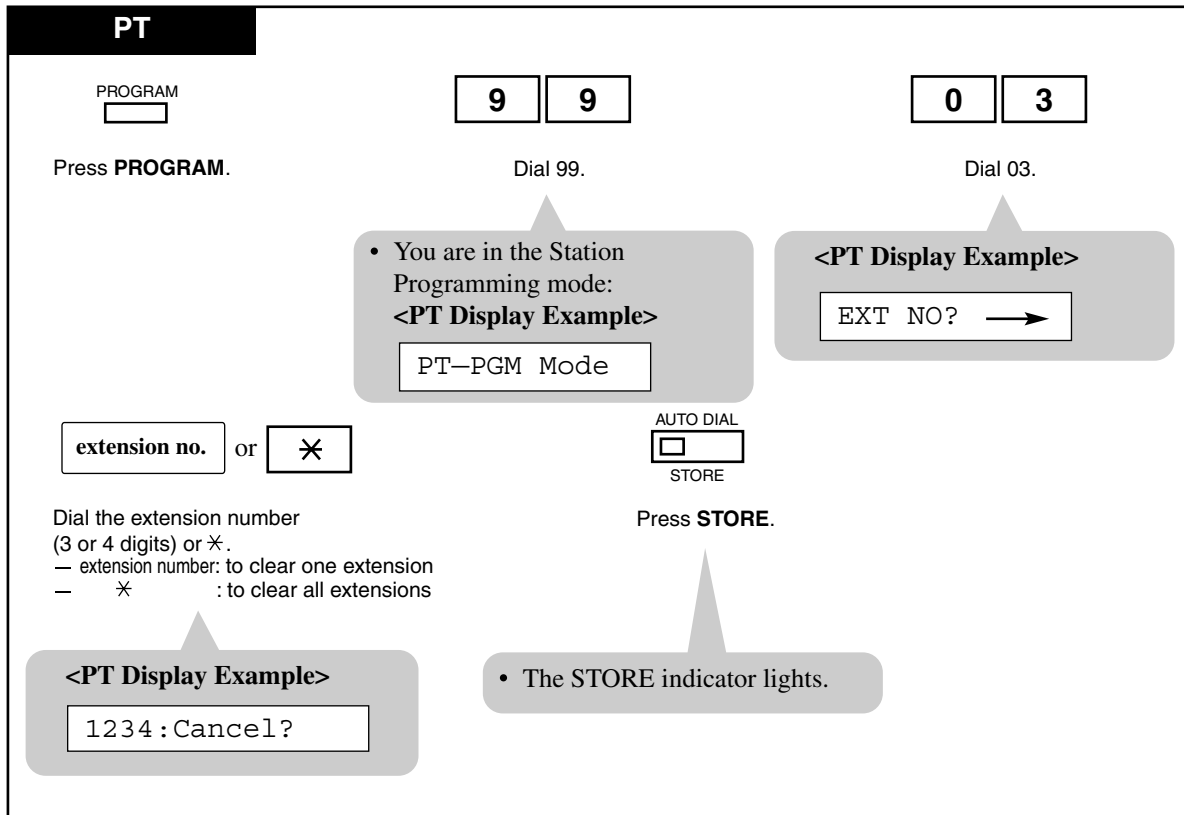 PT
PROGRAM
9 9
0 3
Press PROGRAM.
Dial 99.
Dial 03.
• You are in the Station
Programming mode:
<PT Display Example>
PT—PGM Mode
<PT Display Example>
EXT NO? →
extension no. or ✳
AUTO DIAL
STORE
Dial the extension number
(3 or 4 digits) or ✳.
— extension number: to clear one extension
— ✳ : to clear all extensions
Press STORE.
<PT Display Example>
1234:Cancel?
• The STORE indicator lights.